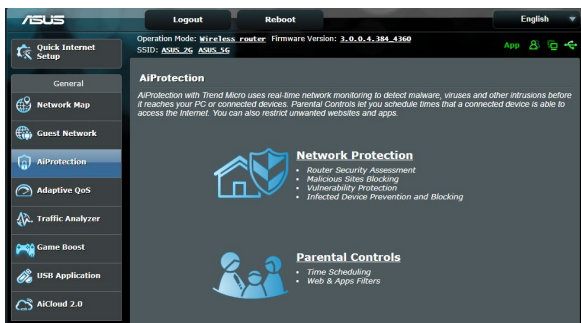 ASUS
Logout
Reboot
English
Quick Internet Setup
Operation Mode: Wireless router Firmware Version: 3.0.0.4.384_4360
SSID: ASUS_2G ASUS_5G
App
General
Network Map
Guest Network
AiProtection
Adaptive QoS
Traffic Analyzer
Game Boost
USB Application
AiCloud 2.0
AiProtection
AiProtection with Trend Micro uses real-time network monitoring to detect malware, viruses and other intrusions before
it reaches your PC or connected devices. Parental Controls let you schedule times that a connected device is able to
access the Internet. You can also restrict unwanted websites and apps.
Network Protection
• Router Security Assessment
• Malicious Sites Blocking
• Vulnerability Protection
• Infected Device Prevention and Blocking
Parental Controls
• Time Scheduling
• Web & Apps Filters